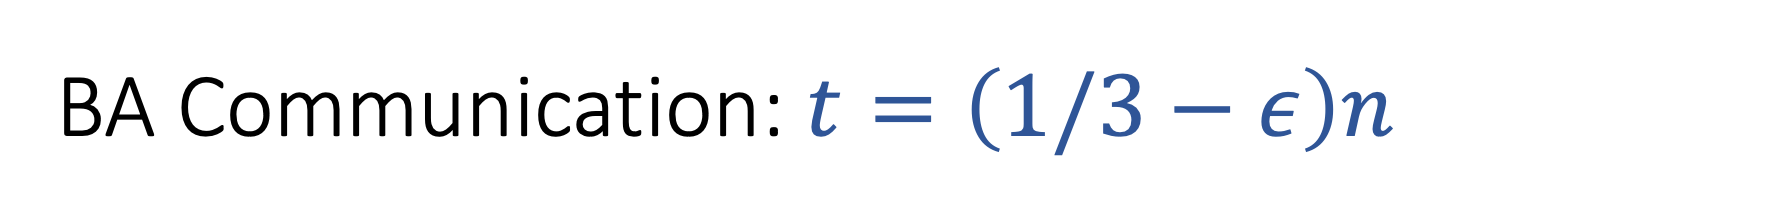 BA Communication: 𝑡 = (1/3 − 𝜖)𝑛